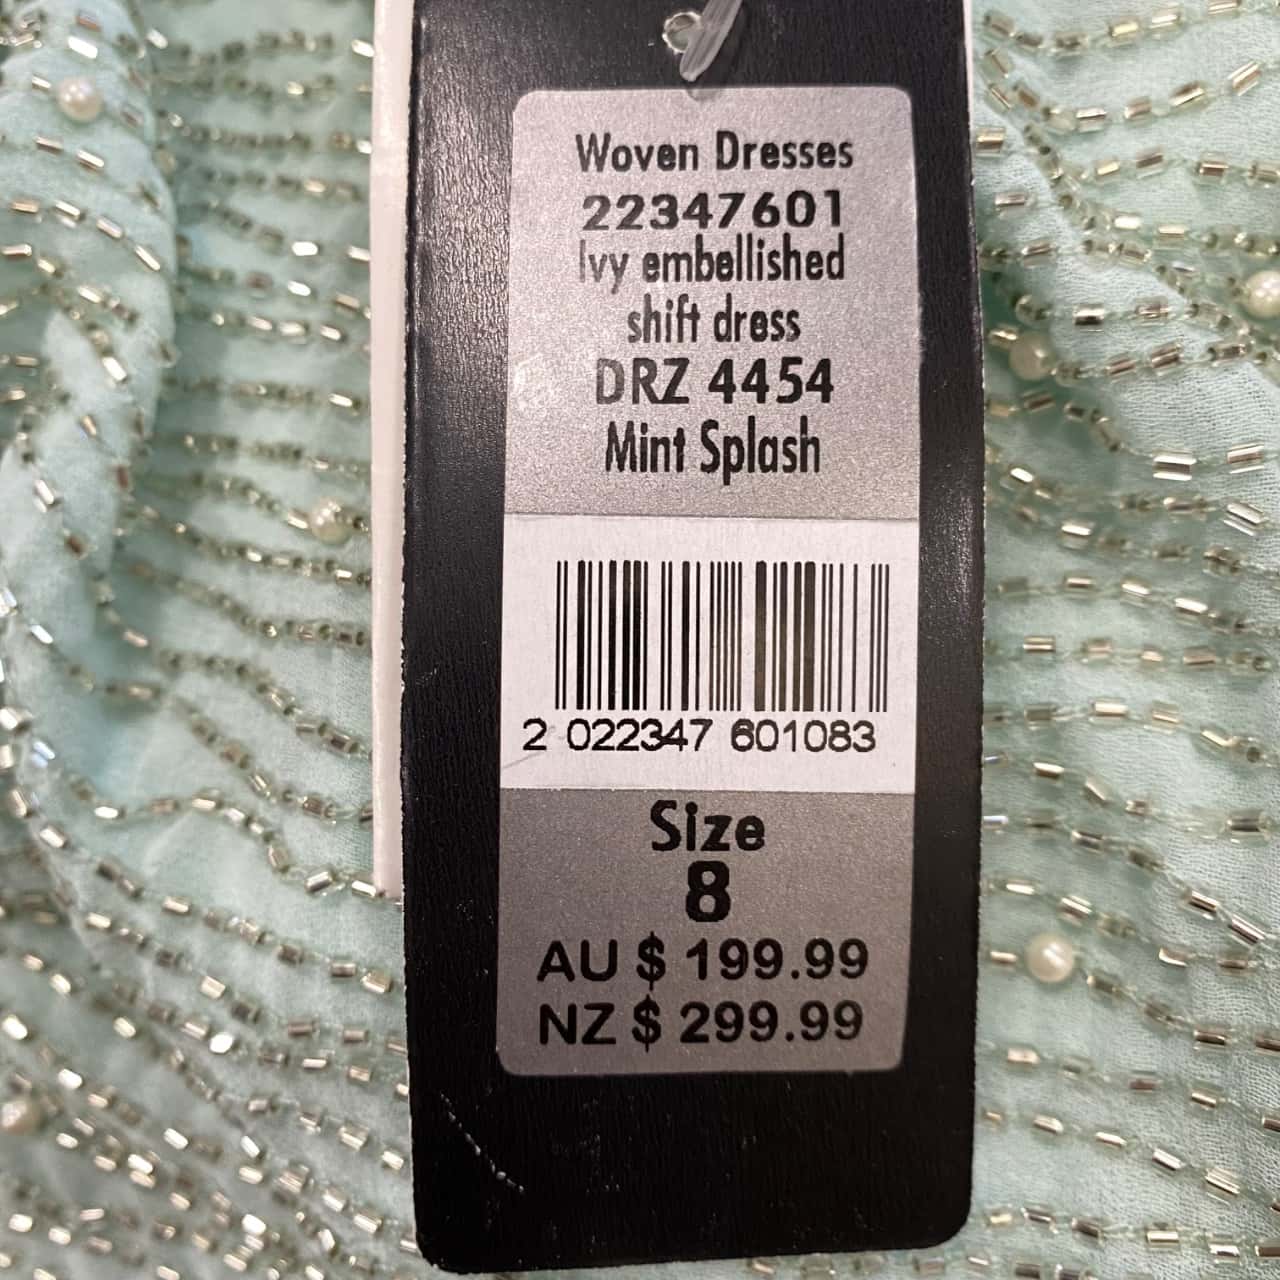 Woven Dresses
22347601
Ivy embellished
shift dress
DRZ 4454
Mint Splash
2 022347 601083
Size
8
AU $ 199.99
NZ $ 299.99